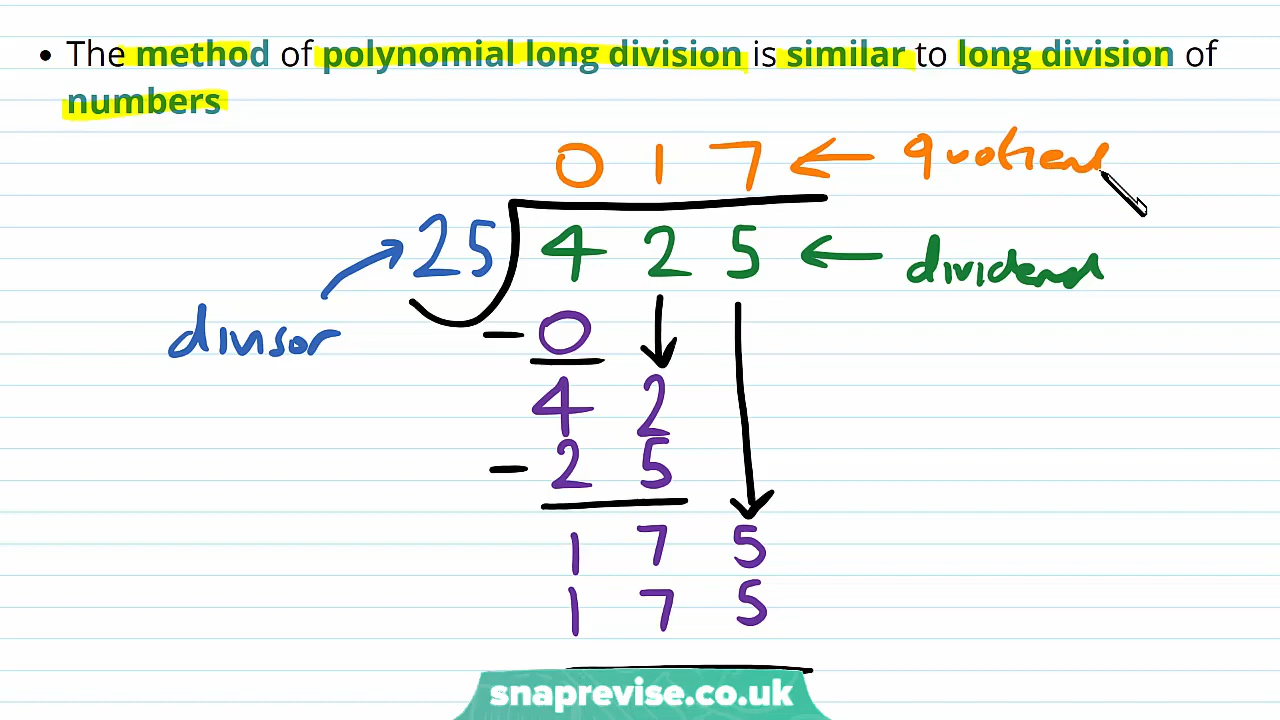 • The method of polynomial long division is similar to long division of
numbers
0 1 7 ← quotient
25 4 2 5 ← dividend
divisor
− 0
4 2
− 2 5
1 7 5
1 7 5
snaprevise.co.uk